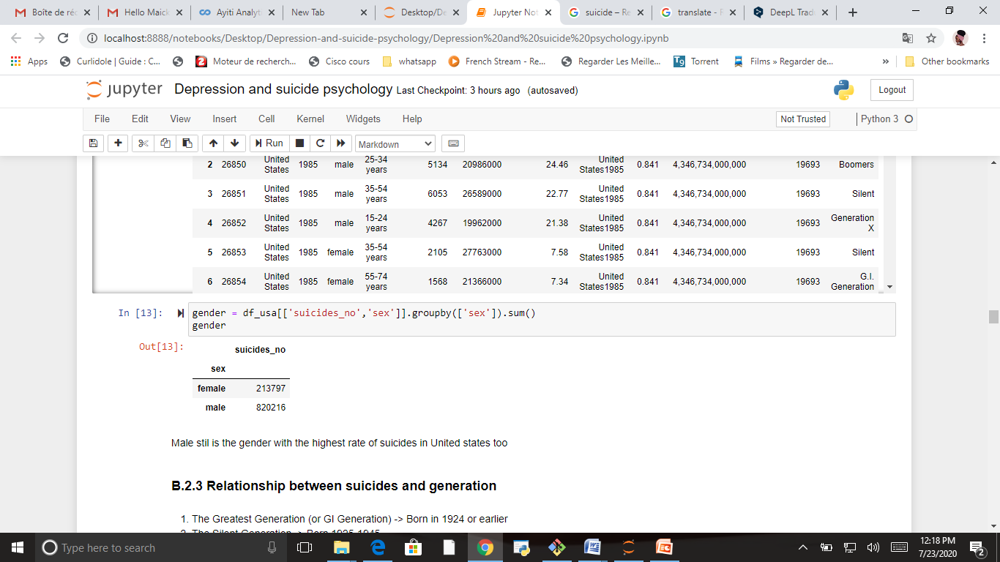 Boîte de réc
Hello Maick
Ayiti Analyt
New Tab
Desktop/De
Jupyter Not
suicide – Re
translate - F
DeepL Trad
localhost:8888/notebooks/Desktop/Depression-and-suicide-psychology/Depression%20and%20suicide%20psychology.ipynb
Apps
Curlidole | Guide : C...
Moteur de recherch...
Cisco cours
whatsapp
French Stream - Re...
Regarder Les Meille...
Torrent
Films » Regarder de...
»
Other bookmarks
jupyter Depression and suicide psychology Last Checkpoint: 3 hours ago (autosaved)
Logout
File Edit View Insert Cell Kernel Widgets Help
Not Trusted
Python 3
Run
Markdown
2 26850 United States 1985 male 25-34 years 5134 20986000 24.46 United States1985 0.841 4,346,734,000,000 19693 Boomers
3 26851 United States 1985 male 35-54 years 6053 26589000 22.77 United States1985 0.841 4,346,734,000,000 19693 Silent
4 26852 United States 1985 male 15-24 years 4267 19962000 21.38 United States1985 0.841 4,346,734,000,000 19693 Generation X
5 26853 United States 1985 female 35-54 years 2105 27763000 7.58 United States1985 0.841 4,346,734,000,000 19693 Silent
6 26854 United States 1985 female 55-74 years 1568 21366000 7.34 United States1985 0.841 4,346,734,000,000 19693 G.I. Generation
In [13]: gender = df_usa[['suicides_no','sex']].groupby(['sex']).sum()
gender
Out[13]:
suicides_no
sex
female 213797
male 820216
Male stil is the gender with the highest rate of suicides in United states too
B.2.3 Relationship between suicides and generation
1. The Greatest Generation (or GI Generation) -> Born in 1924 or earlier
2. The Silent Generation -> Born 1925-1945
Type here to search
12:18 PM
7/23/2020
2